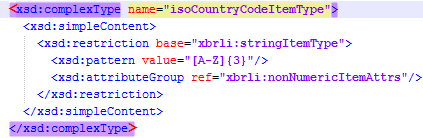 <xsd:complexType name="isoCountryCodeItemType">
<xsd:simpleContent>
<xsd:restriction base="xbrli:stringItemType">
<xsd:pattern value="[A-Z]{3}"/>
<xsd:attributeGroup ref="xbrli:nonNumericItemAttrs"/>
</xsd:restriction>
</xsd:simpleContent>
</xsd:complexType>